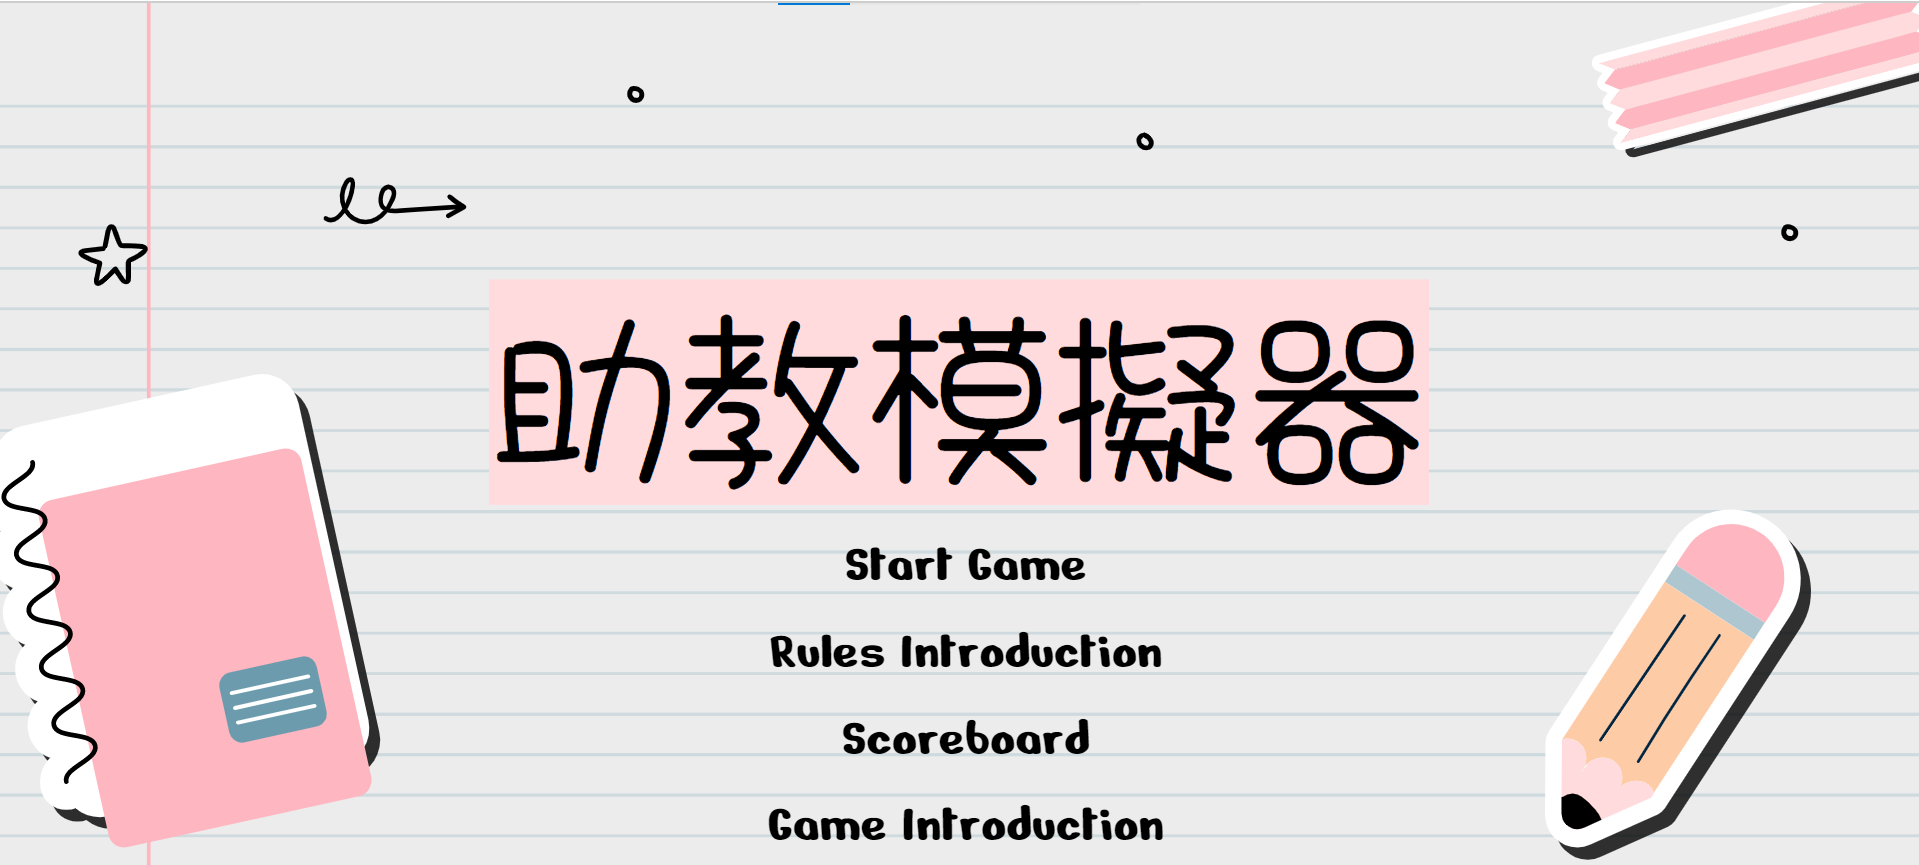 助教模擬器
Start Game
Rules Introduction
Scoreboard
Game Introduction